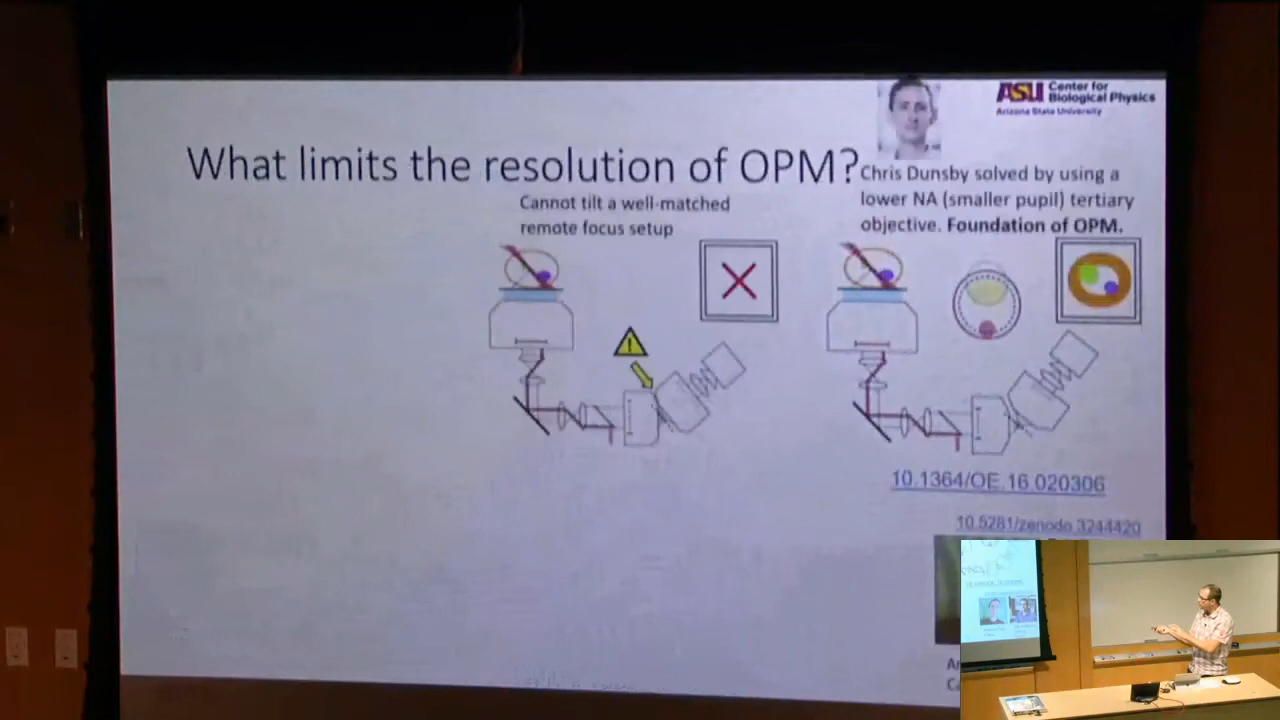 ASU Center for
Biological Physics
Arizona State University
What limits the resolution of OPM?
Cannot tilt a well-matched
remote focus setup
Chris Dunsby solved by using a
lower NA (smaller pupil) tertiary
objective. Foundation of OPM.
!
10.1364/OE.16.020306
10.5281/zenodo.3244420